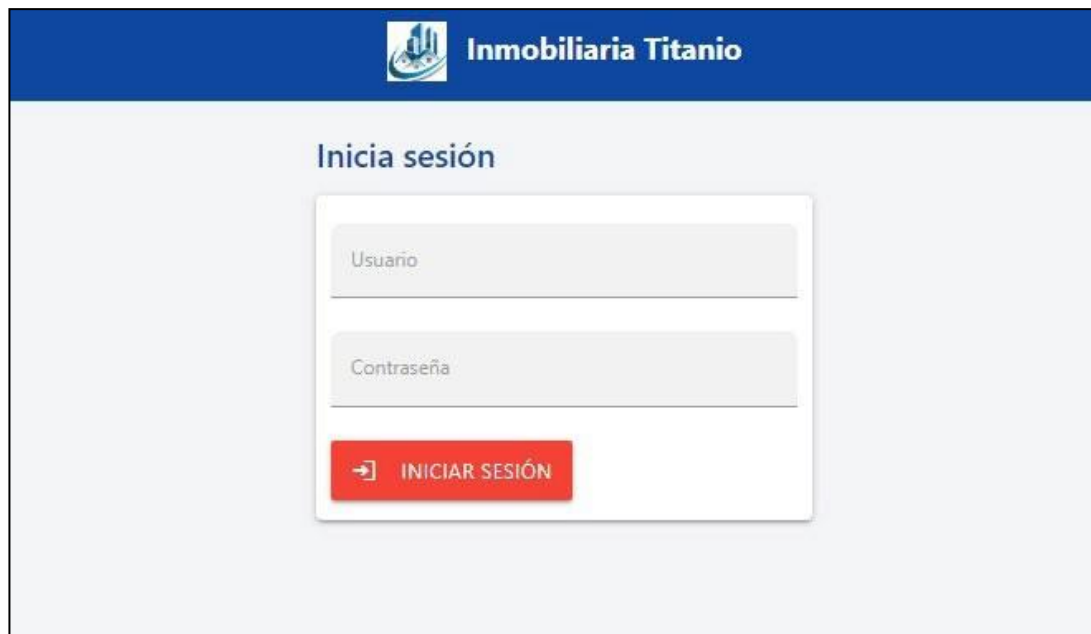 Inmobiliaria Titanio
Inicia sesión
Usuario
Contraseña
INICIAR SESIÓN